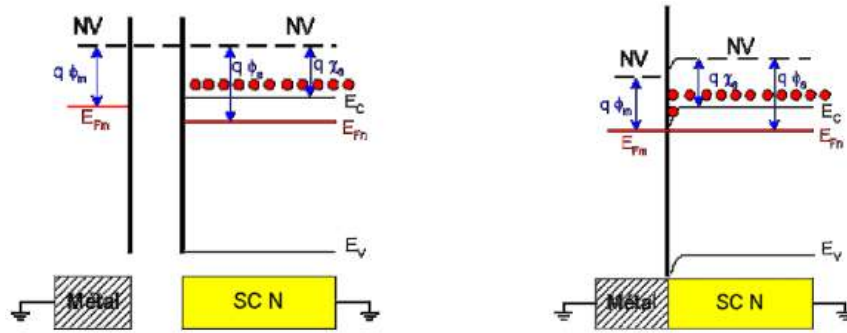 NV NV
q ϕm q ϕs q χs
EC
EFm EFn
EV
Métal SC N
NV
NV
q ϕm q χs q ϕs
EC
EFm EFn
EV
Métal SC N